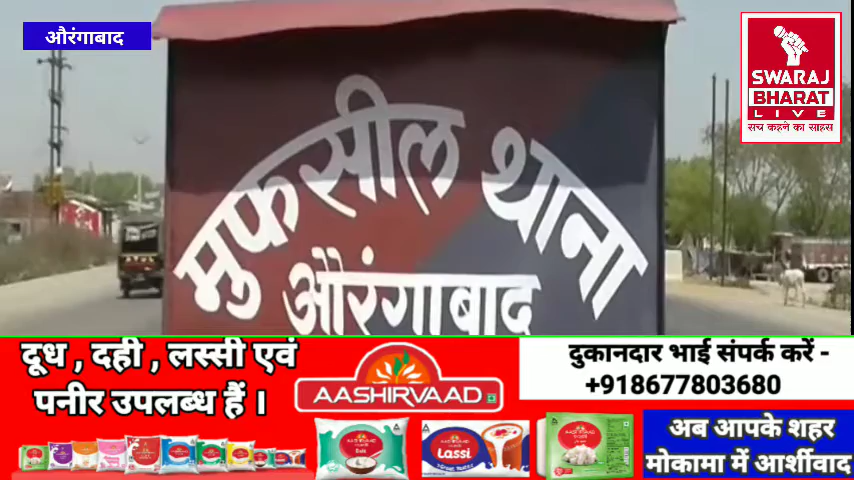 औरंगाबाद
SWARAJ
BHARAT
LIVE
सच कहने का साहस
मुफसील थाना
औरंगाबाद
दूध , दही , लस्सी एवं
पनीर उपलब्ध हैं ।
AASHIRVAAD
दुकानदार भाई संपर्क करें -
+918677803680
Lassi
अब आपके शहर
मोकामा में आर्शीवाद